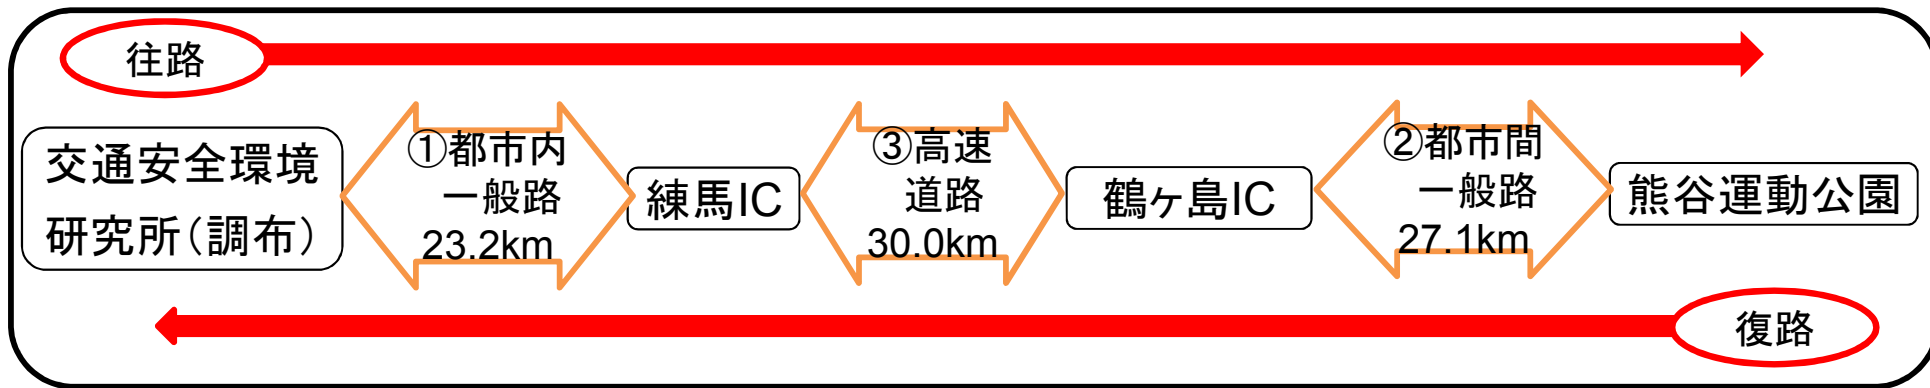 往路
交通安全環境
研究所(調布)
①都市内
一般路
23.2km
練馬IC
③高速
道路
30.0km
鶴ヶ島IC
②都市間
一般路
27.1km
熊谷運動公園
復路